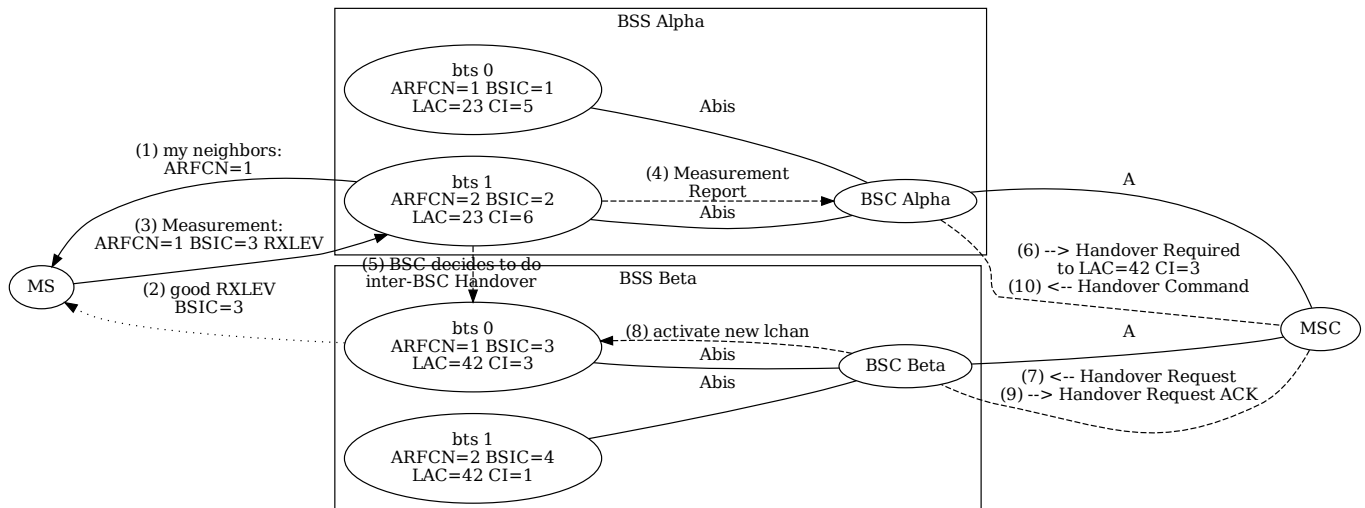 BSS Alpha
bts 0
ARFCN=1 BSIC=1
LAC=23 CI=5
Abis
(1) my neighbors:
ARFCN=1
bts 1
ARFCN=2 BSIC=2
LAC=23 CI=6
(4) Measurement
Report
Abis
BSC Alpha
A
(3) Measurement:
ARFCN=1 BSIC=3 RXLEV
(6) --> Handover Required
to LAC=42 CI=3
(10) <-- Handover Command
(5) BSC decides to do
inter-BSC Handover
BSS Beta
MS
(2) good RXLEV
BSIC=3
bts 0
ARFCN=1 BSIC=3
LAC=42 CI=3
(8) activate new lchan
Abis
Abis
BSC Beta
A
MSC
(7) <-- Handover Request
(9) --> Handover Request ACK
bts 1
ARFCN=2 BSIC=4
LAC=42 CI=1